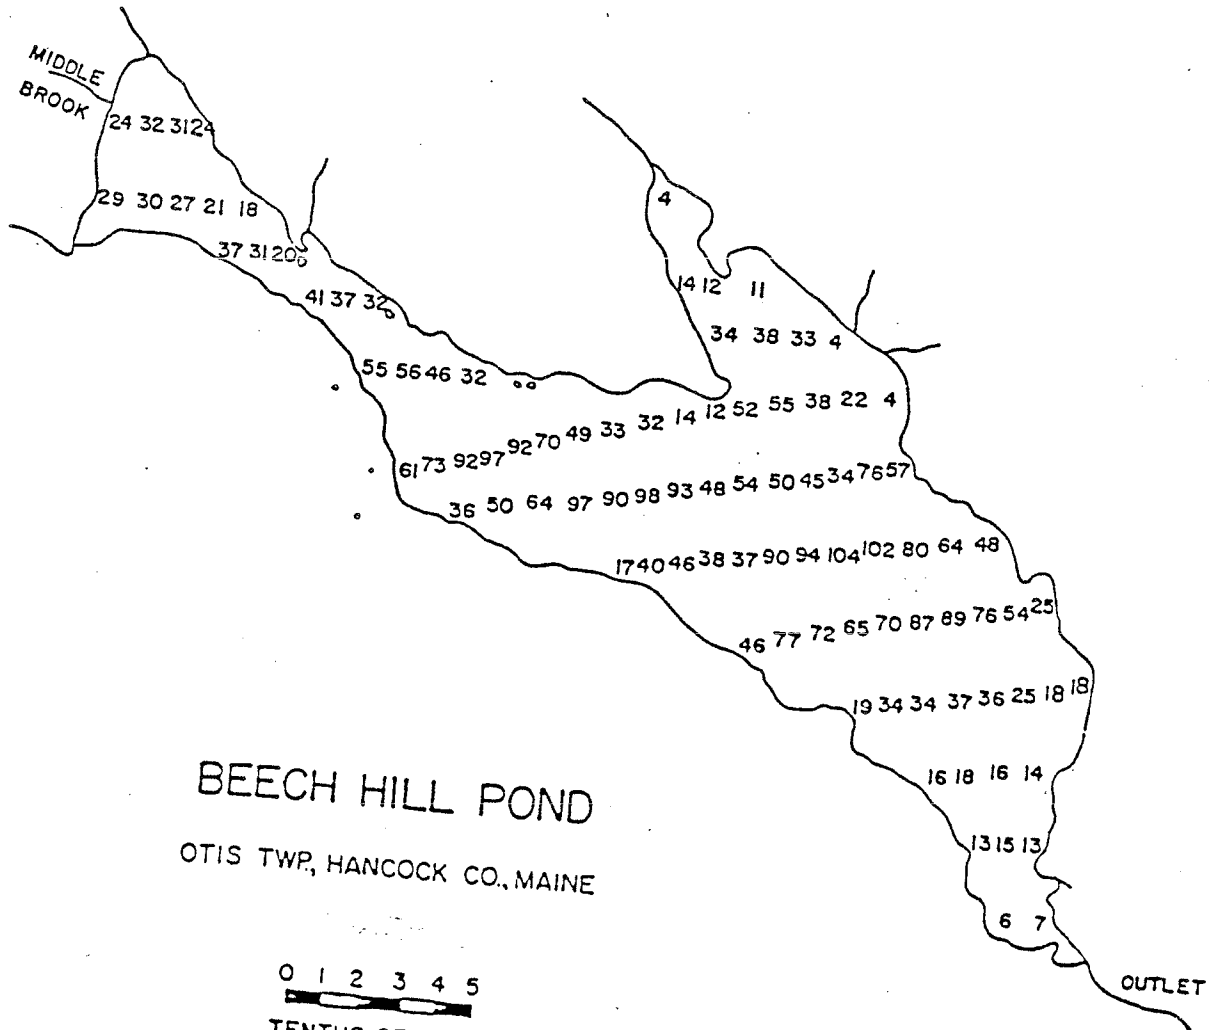 MIDDLE
BROOK
24 32 31 24
4
29 30 27 21 18
37 31 20
14 12 11
41 37 32
34 38 33 4
55 56 46 32
61 73 92 97 92 70 49 33 32 14 12 52 55 38 22 4
36 50 64 97 90 98 93 48 54 50 45 34 76 57
17 40 46 38 37 90 94 104 102 80 64 48
46 77 72 65 70 87 89 76 54 25
19 34 34 37 36 25 18 18
16 18 16 14
BEECH HILL POND
13 15 13
OTIS TWP., HANCOCK CO., MAINE
6 7
0 1 2 3 4 5
OUTLET